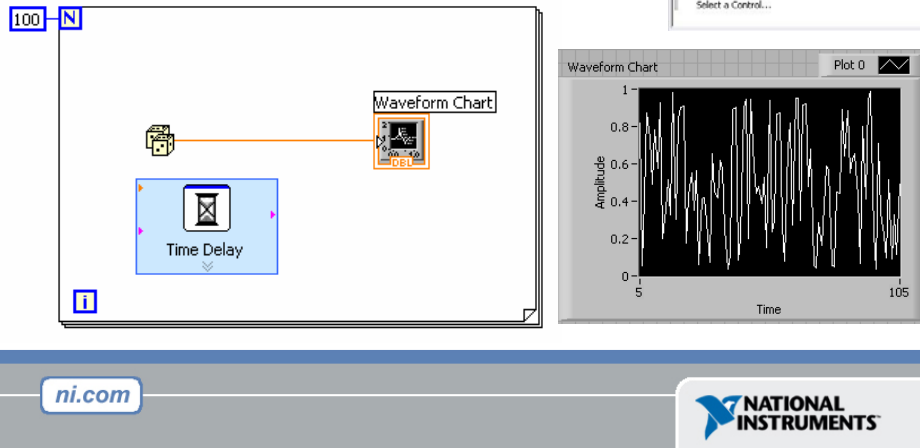 Select a Control...
100
N
Waveform Chart
DBL
Time Delay
i
Waveform Chart
Plot 0
1
0.8
0.6
0.4
0.2
0
Amplitude
5
105
Time
ni.com
NATIONAL
INSTRUMENTS